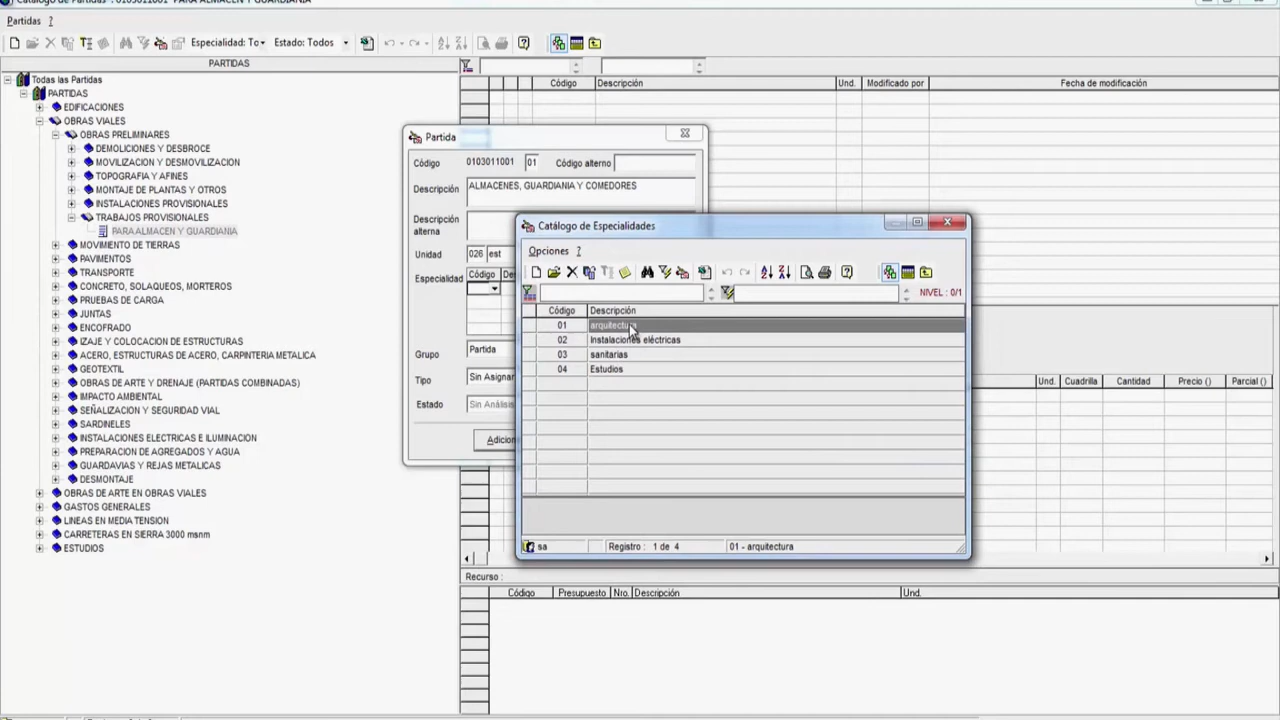 Catálogo de Partidas : 0103011001 PARA ALMACEN Y GUARDIANIA
Partidas ?
Especialidad: To Estado: Todos
PARTIDAS
Código Descripción Und. Modificado por Fecha de modificación
Todas las Partidas
PARTIDAS
EDIFICACIONES
OBRAS VIALES
OBRAS PRELIMINARES
DEMOLICIONES Y DESBROCE
MOVILIZACION Y DESMOVILIZACION
TOPOGRAFIA Y AFINES
MONTAJE DE PLANTAS Y OTROS
INSTALACIONES PROVISIONALES
TRABAJOS PROVISIONALES
PARA ALMACEN Y GUARDIANIA
MOVIMIENTO DE TIERRAS
PAVIMENTOS
TRANSPORTE
CONCRETO, SOLAQUEOS, MORTEROS
PRUEBAS DE CARGA
JUNTAS
ENCOFRADO
IZAJE Y COLOCACION DE ESTRUCTURAS
ACERO, ESTRUCTURAS DE ACERO, CARPINTERIA METALICA
GEOTEXTIL
OBRAS DE ARTE Y DRENAJE (PARTIDAS COMBINADAS)
IMPACTO AMBIENTAL
SEÑALIZACION Y SEGURIDAD VIAL
SARDINELES
INSTALACIONES ELECTRICAS E ILUMINACION
PREPARACION DE AGREGADOS Y AGUA
GUARDAVIAS Y REJAS METALICAS
DESMONTAJE
OBRAS DE ARTE EN OBRAS VIALES
GASTOS GENERALES
LINEAS EN MEDIA TENSION
CARRETERAS EN SIERRA 3000 msnm
ESTUDIOS
Partida
Código 0103011001 01 Código alterno
Descripción ALMACENES, GUARDIANIA Y COMEDORES
Descripción
alterna
Unidad 026 est
Especialidad Código Des
Grupo Partida
Tipo Sin Asignar
Estado Sin Análisis
Adicion
Catálogo de Especialidades
Opciones ?
NIVEL : 0/1
Código Descripción
01 arquitectura
02 Instalaciones eléctricas
03 sanitarias
04 Estudios
sa Registro : 1 de 4 01 - arquitectura
Und. Cuadrilla Cantidad Precio () Parcial ()
Recurso :
Código Presupuesto Nro. Descripción Und.